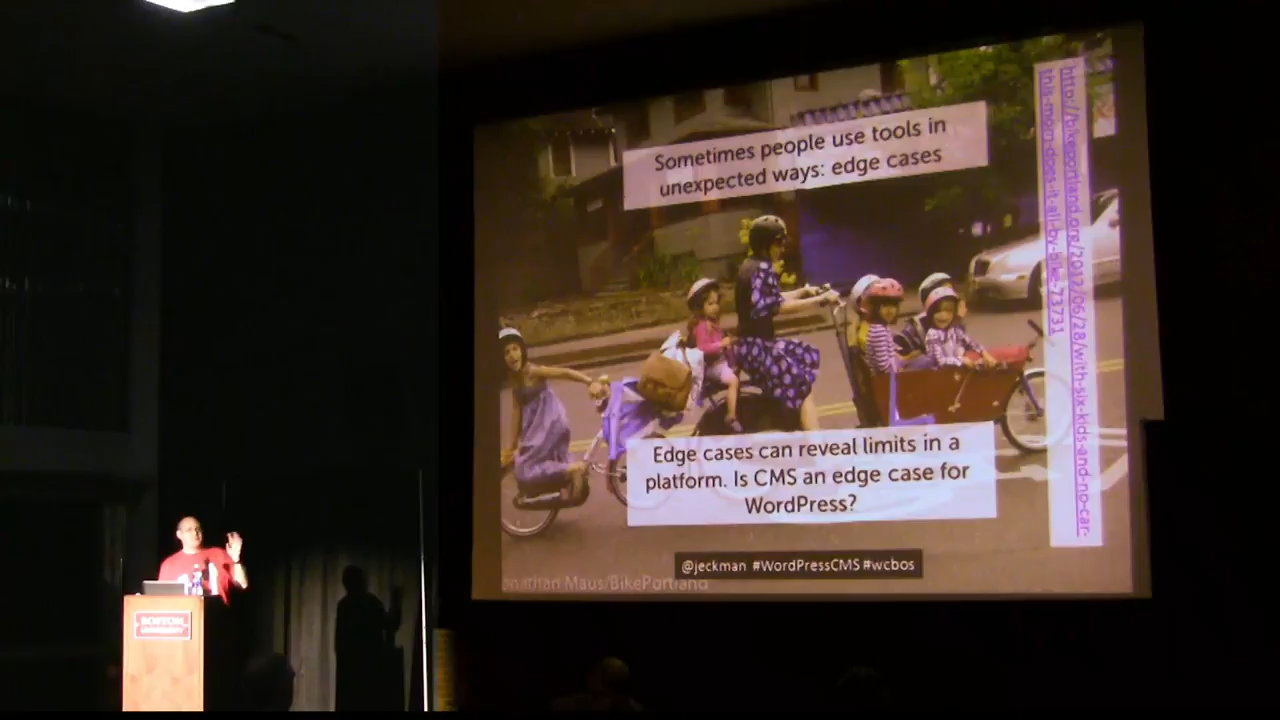 Sometimes people use tools in
unexpected ways: edge cases
http://bikeportland.org/2012/06/28/with-six-kids-and-no-car-
this-mom-does-it-all-by-bike-73731
Edge cases can reveal limits in a
platform. Is CMS an edge case for
WordPress?
@jeckman #WordPressCMS #wcbos
onathan Maus/BikePortland
BOSTON
UNIVERSITY